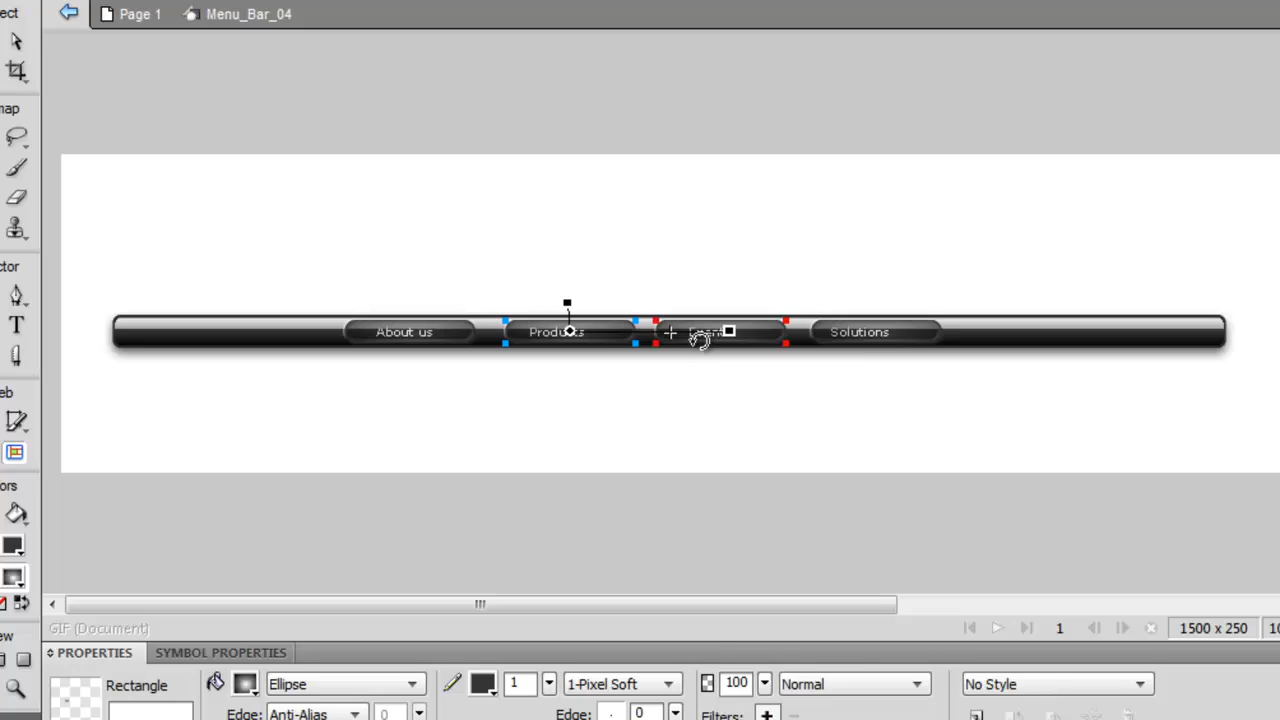 ect
Page 1
Menu_Bar_04
map
ctor
T
eb
ors
ew
About us
Products
Solutions
GIF (Document)
1
1500 x 250
PROPERTIES
SYMBOL PROPERTIES
Rectangle
Ellipse
1
1-Pixel Soft
100
Normal
No Style
Edge:
Anti-Alias
0
Edge:
0
Filters: